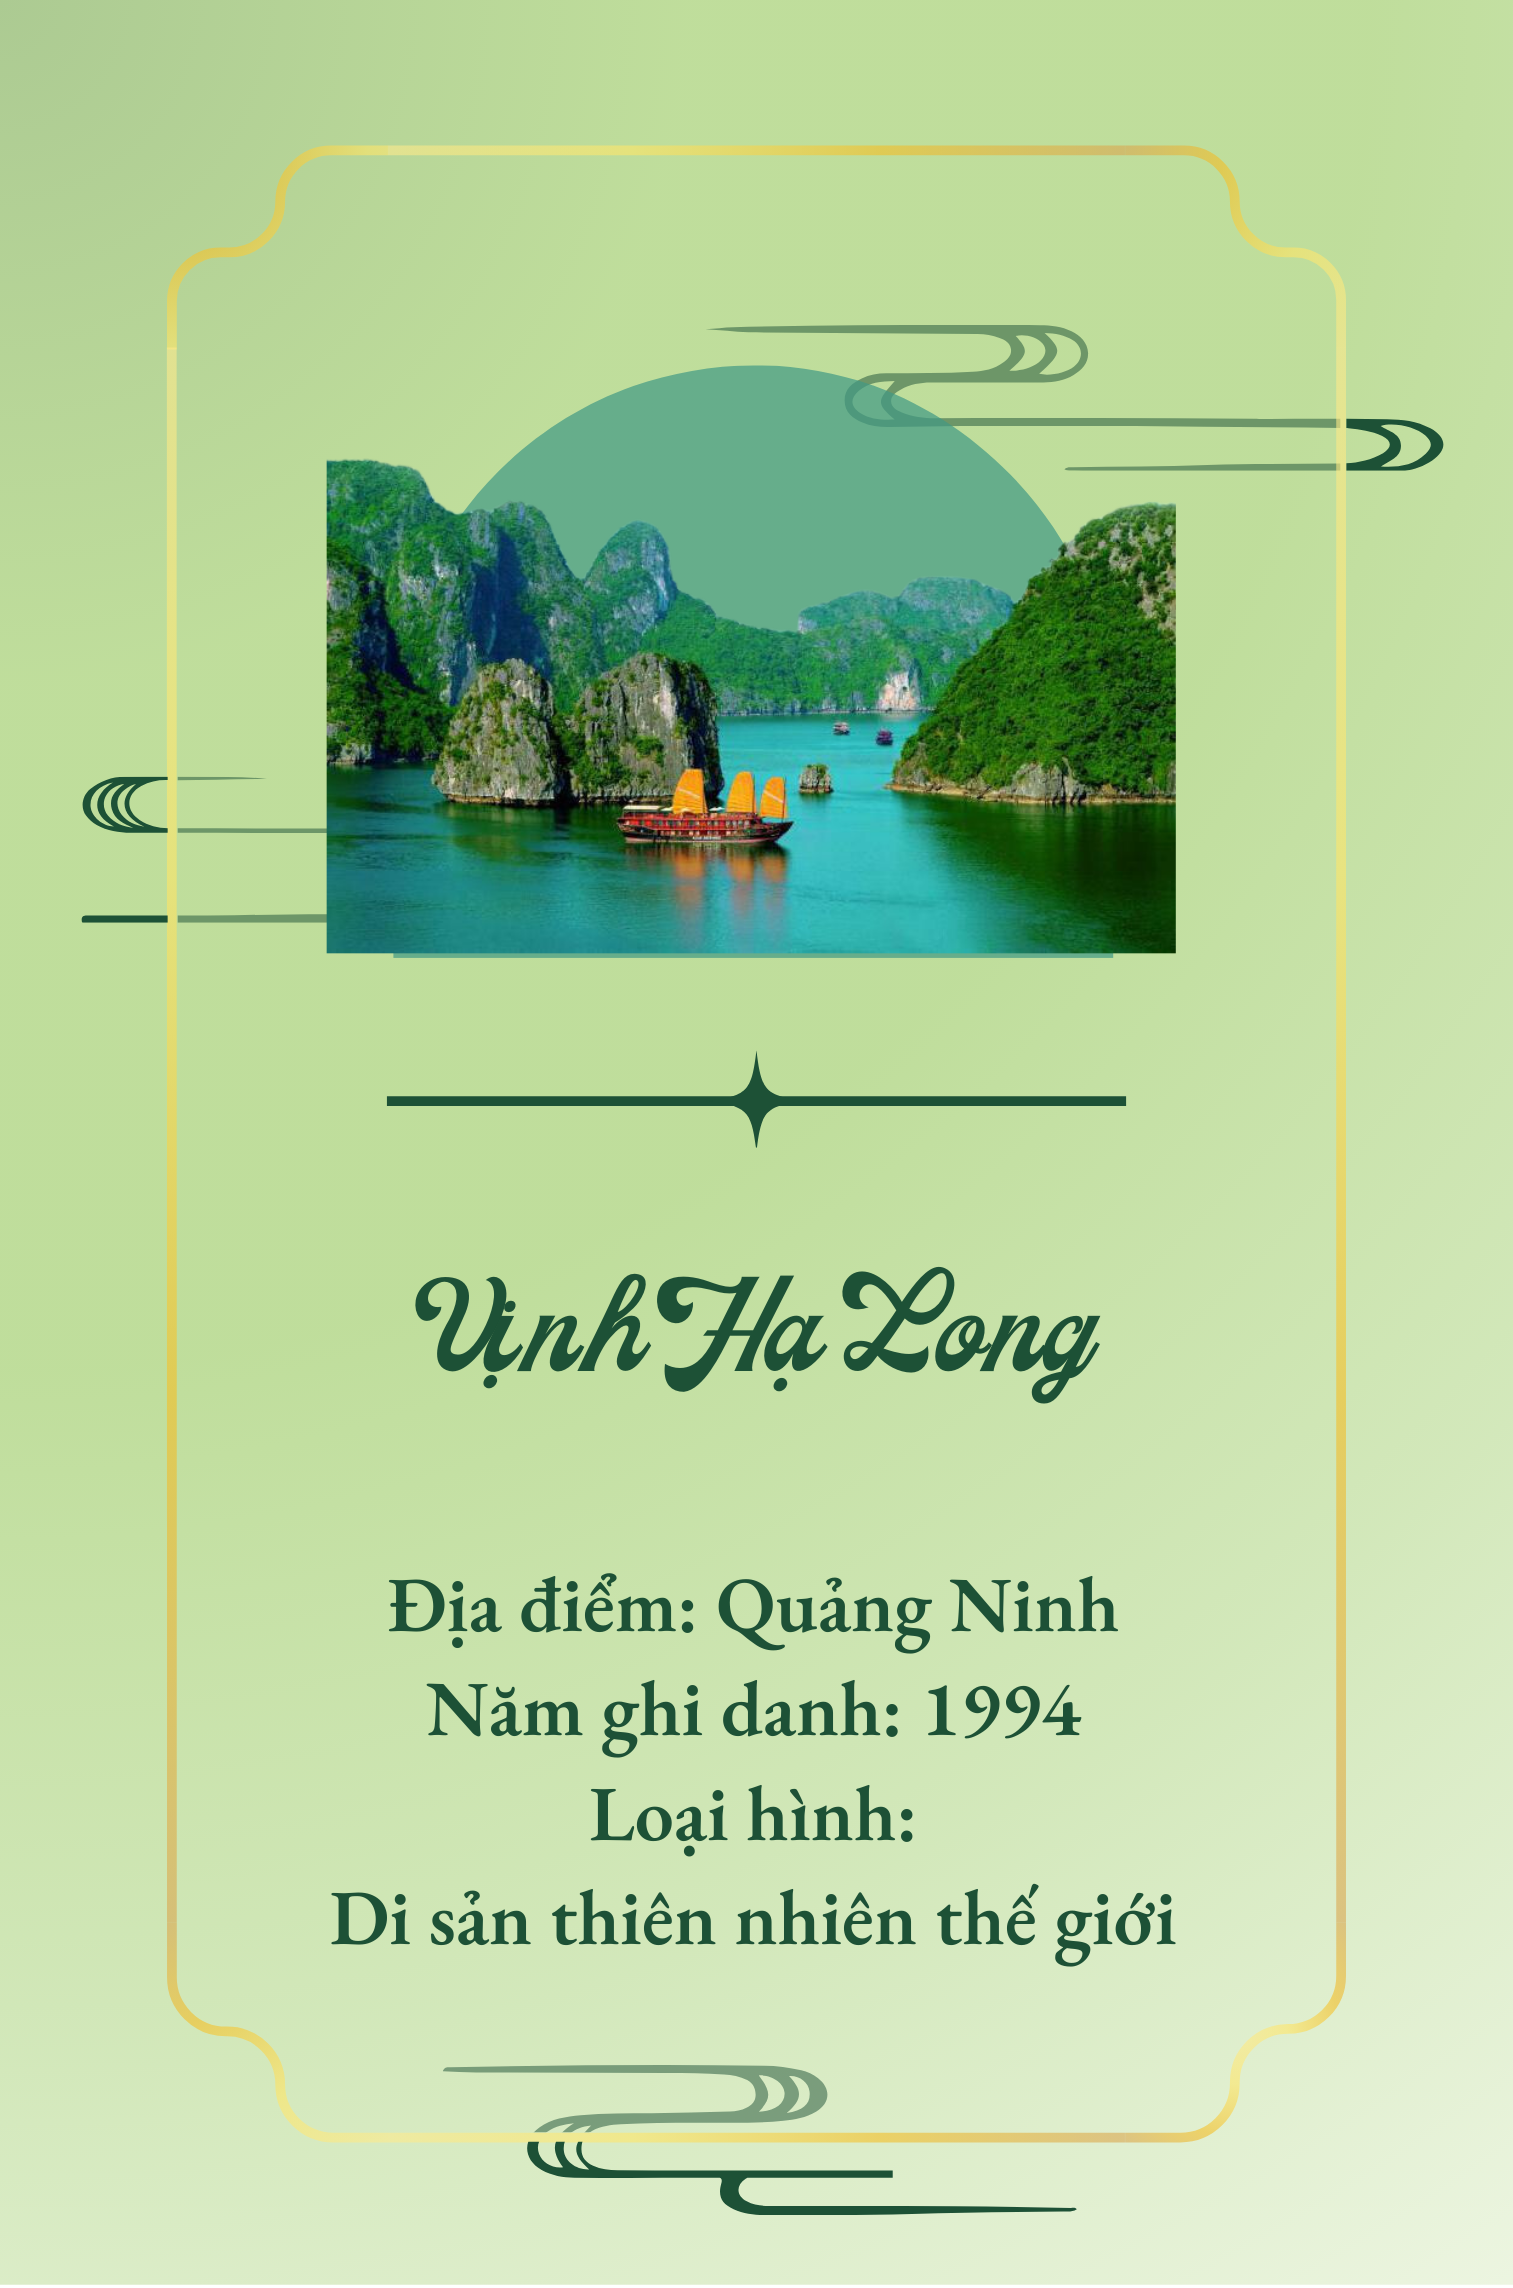 Vịnh Hạ Long
Địa điểm: Quảng Ninh
Năm ghi danh: 1994
Loại hình:
Di sản thiên nhiên thế giới